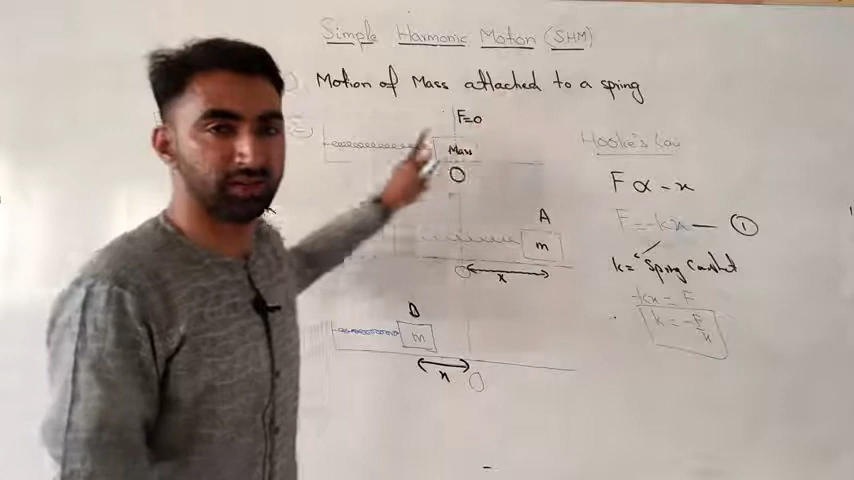 Simple Harmonic Motion (SHM)
Motion of Mass attached to a spring
F=0
Mass
O
A
m
O
x
D
m
x
O
Hooke's Law
F ∝ -x
F = -kx — ①
k = Spring Constant
-kx = F
k = -F/x